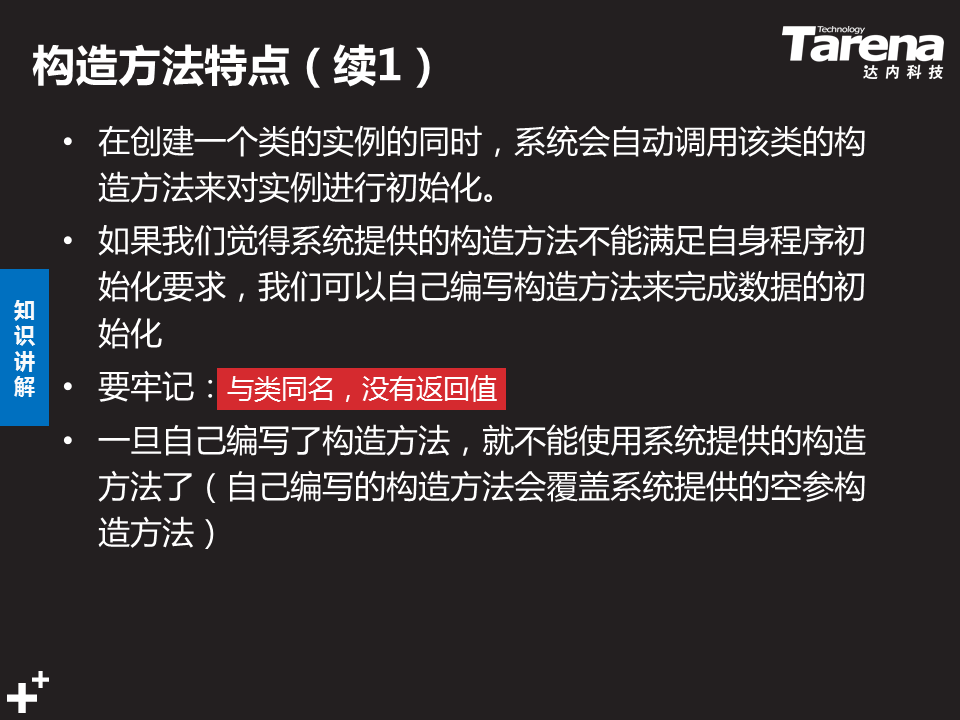 构造方法特点（续1）
Technology
Tarena
达内科技
• 在创建一个类的实例的同时，系统会自动调用该类的构
造方法来对实例进行初始化。
• 如果我们觉得系统提供的构造方法不能满足自身程序初
始化要求，我们可以自己编写构造方法来完成数据的初
始化
知识讲解
• 要牢记：与类同名，没有返回值
• 一旦自己编写了构造方法，就不能使用系统提供的构造
方法了（自己编写的构造方法会覆盖系统提供的空参构
造方法）